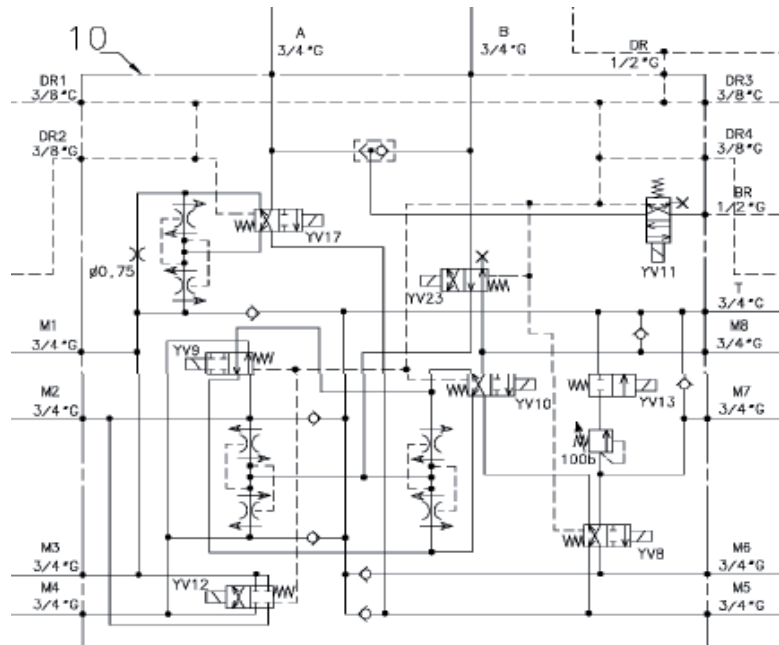 10
A
3/4"G
B
3/4"G
DR
1/2"G
DR1
3/8"G
DR3
3/8"G
DR2
3/8"G
DR4
3/8"G
BR
1/2"G
YV17
YV11
ø0,75
YV23
T
3/4"G
M1
3/4"G
M8
3/4"G
YV9
YV10
YV13
M2
3/4"G
M7
3/4"G
100b
YV8
M3
3/4"G
M6
3/4"G
M4
3/4"G
YV12
M5
3/4"G